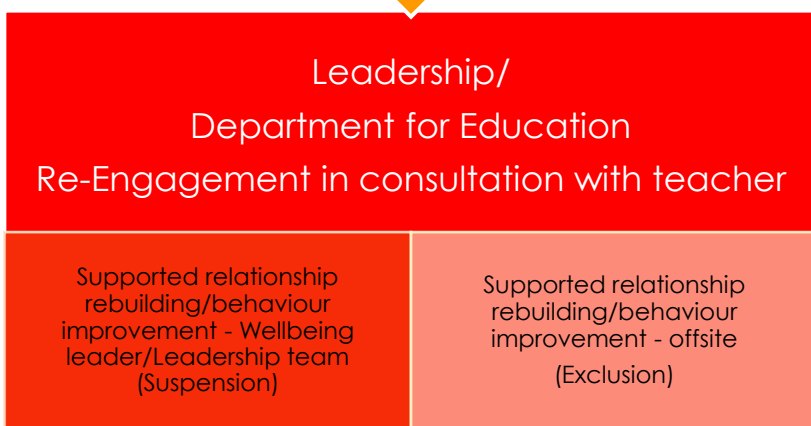 Leadership/
Department for Education
Re-Engagement in consultation with teacher
Supported relationship
rebuilding/behaviour
improvement - Wellbeing
leader/Leadership team
(Suspension)
Supported relationship
rebuilding/behaviour
improvement - offsite
(Exclusion)